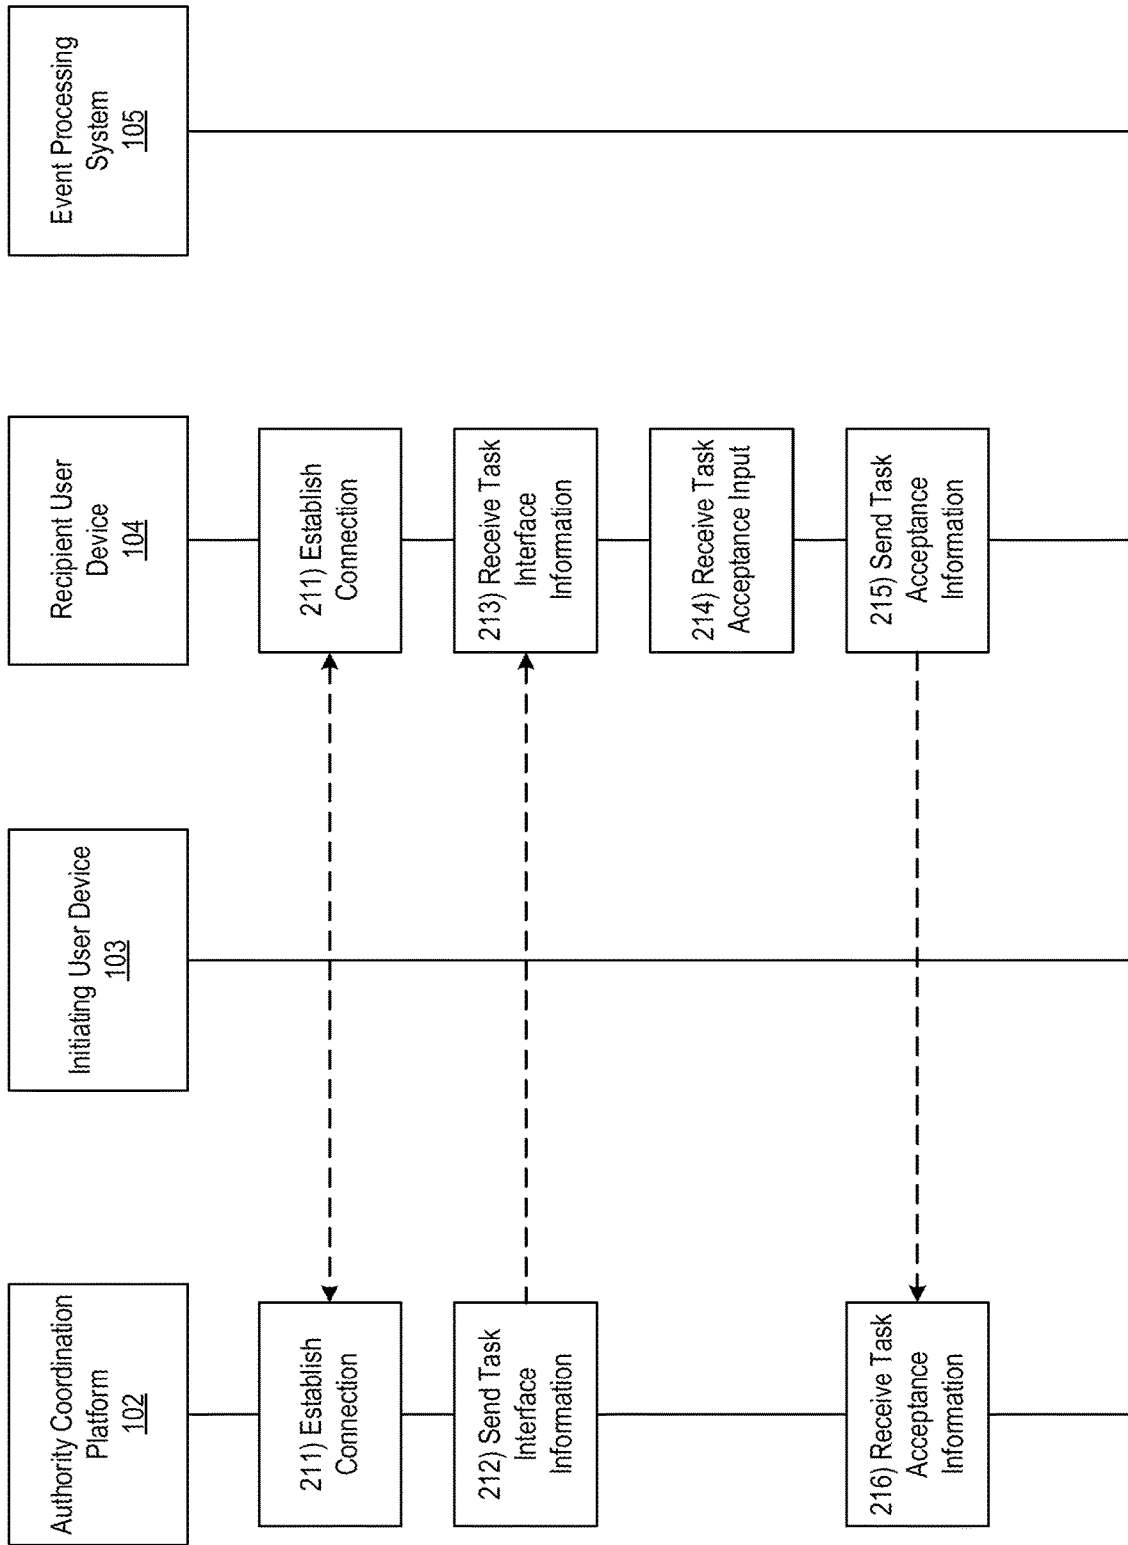 Authority Coordination
Platform
102
Initiating User Device
103
Recipient User
Device
104
Event Processing
System
105
211) Establish
Connection
211) Establish
Connection
212) Send Task
Interface
Information
213) Receive Task
Interface
Information
214) Receive Task
Acceptance Input
215) Send Task
Acceptance
Information
216) Receive Task
Acceptance
Information